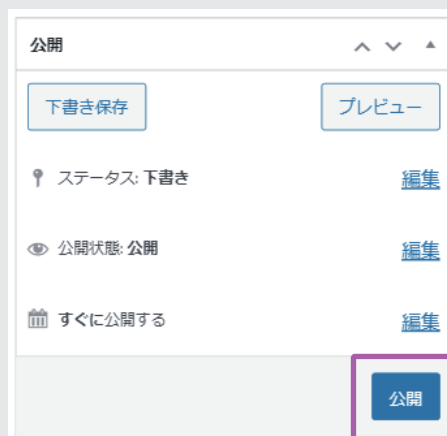 公開
下書き保存 プレビュー
ステータス: 下書き 編集
公開状態: 公開 編集
すぐに公開する 編集
公開